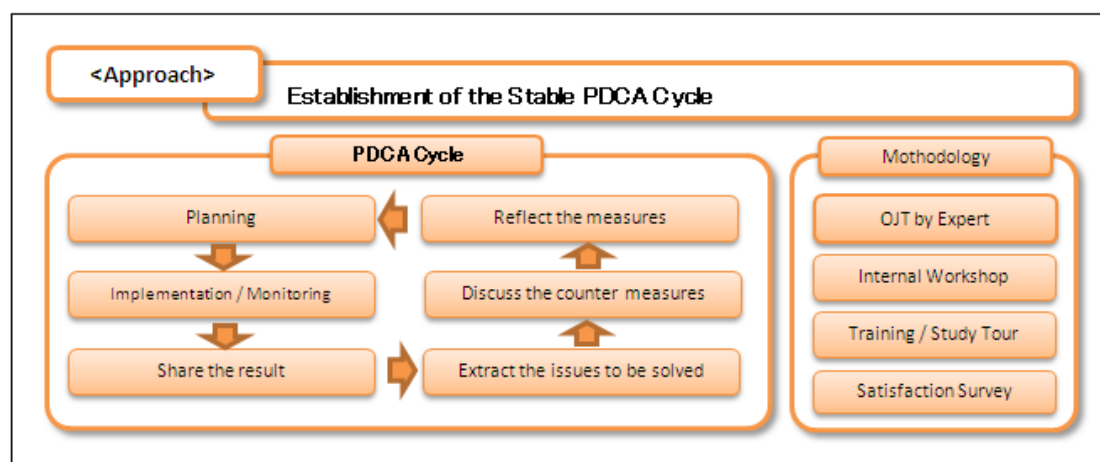 <Approach>
Establishment of the Stable PDCA Cycle
PDCA Cycle
Planning
Implementation / Monitoring
Share the result
Extract the issues to be solved
Discuss the counter measures
Reflect the measures
Mothodology
OJT by Expert
Internal Workshop
Training / Study Tour
Satisfaction Survey